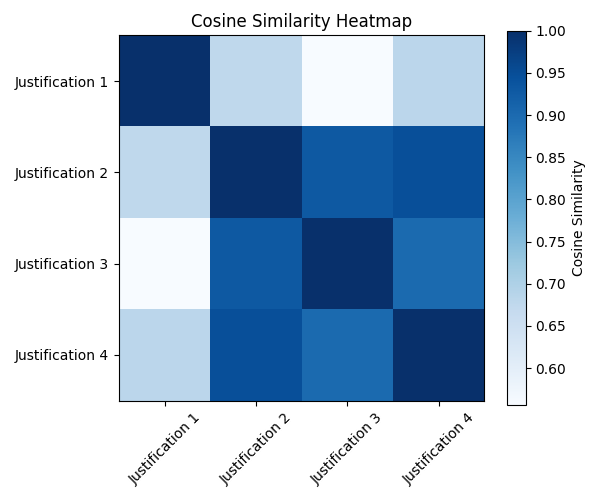 Cosine Similarity Heatmap
Justification 1
Justification 2
Justification 3
Justification 4
Justification 1
Justification 2
Justification 3
Justification 4
1.00
0.95
0.90
0.85
0.80
0.75
0.70
0.65
0.60
Cosine Similarity